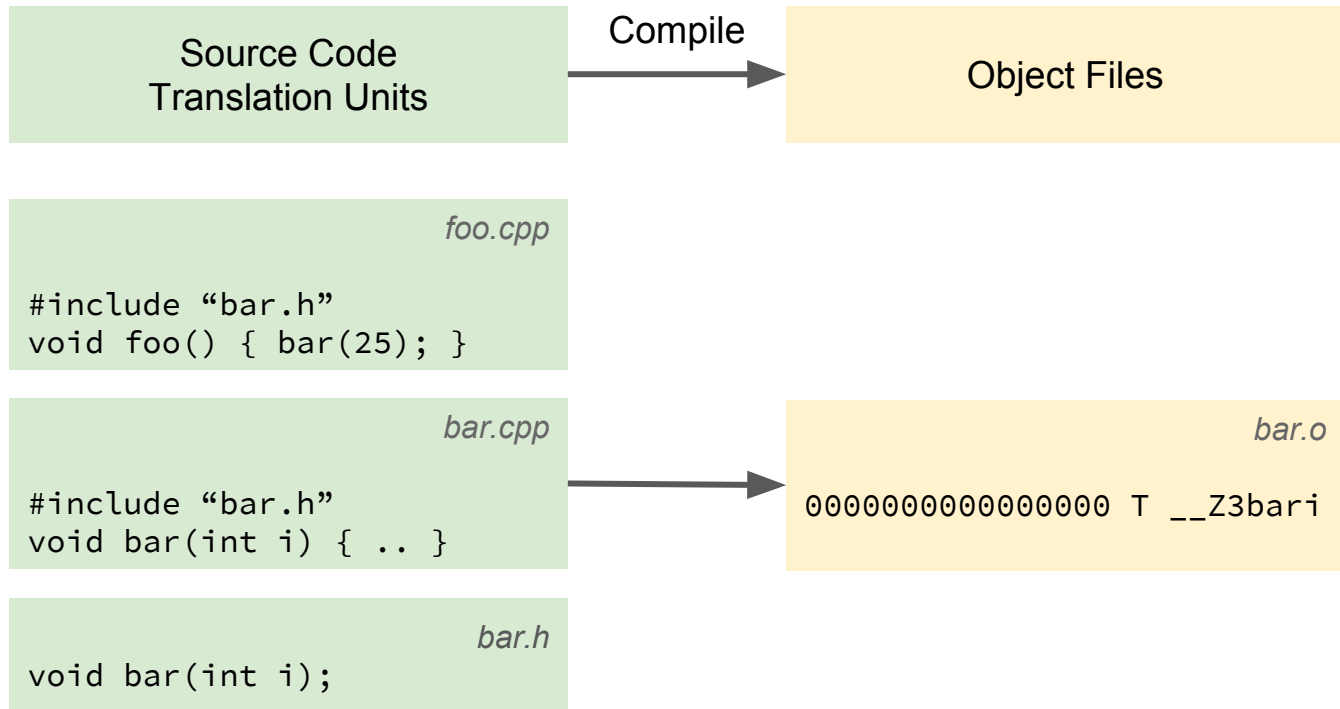 Source Code
Translation Units
Compile
Object Files
foo.cpp
#include “bar.h”
void foo() { bar(25); }
bar.cpp
#include “bar.h”
void bar(int i) { .. }
bar.o
0000000000000000 T __Z3bari
bar.h
void bar(int i);